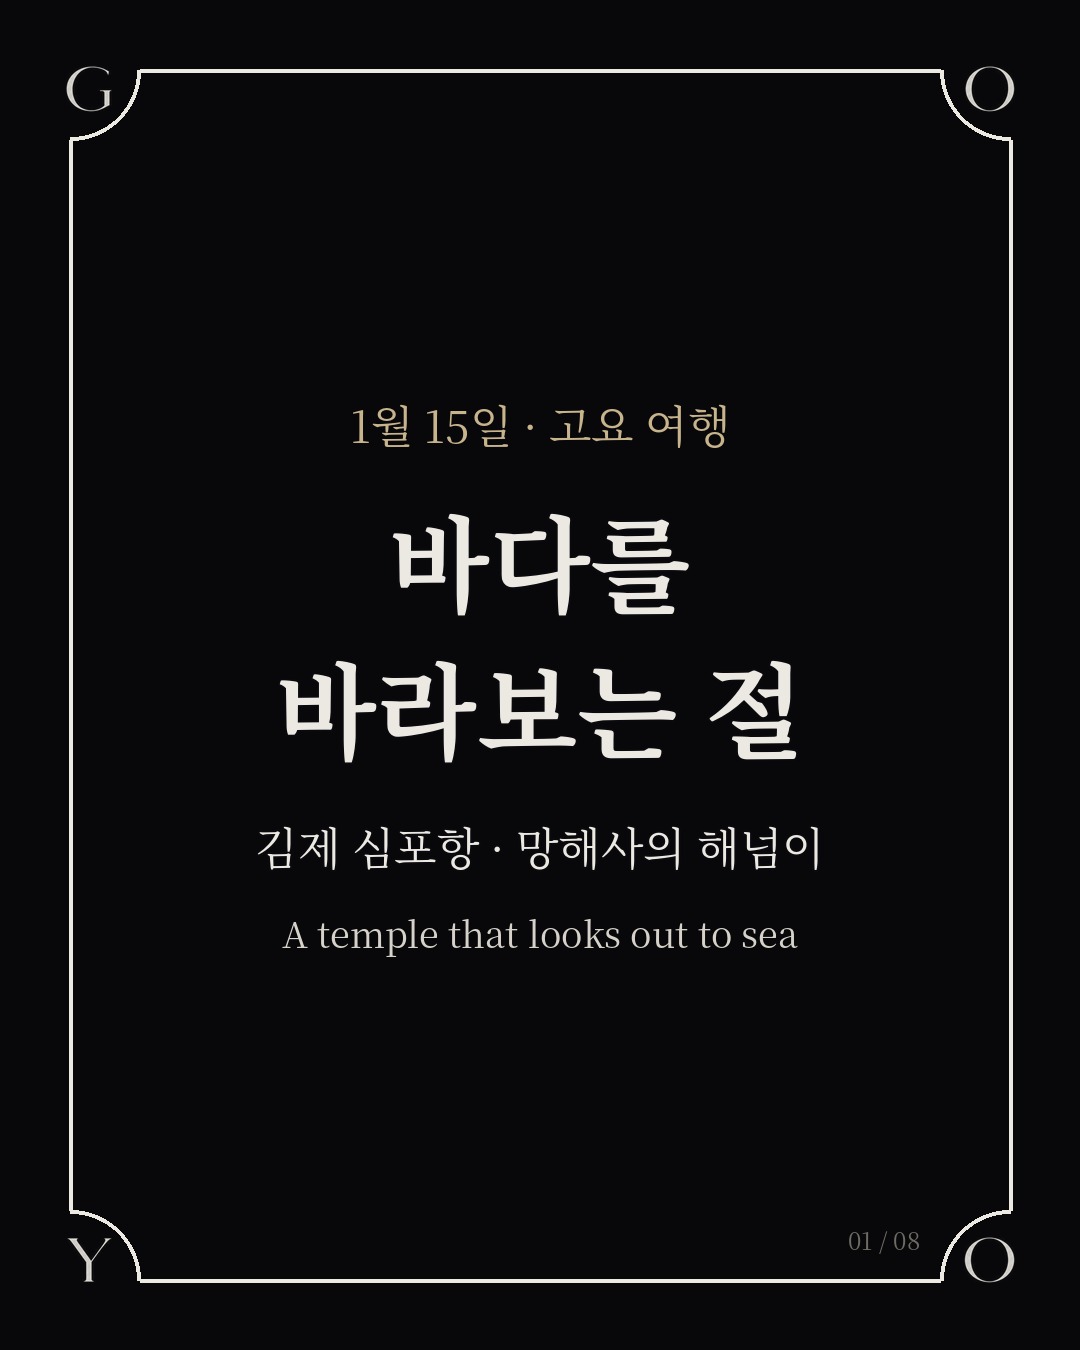 G O
1월 15일 · 고요 여행
바다를
바라보는 절
김제 심포항 · 망해사의 해넘이
A temple that looks out to sea
01 / 08
Y O